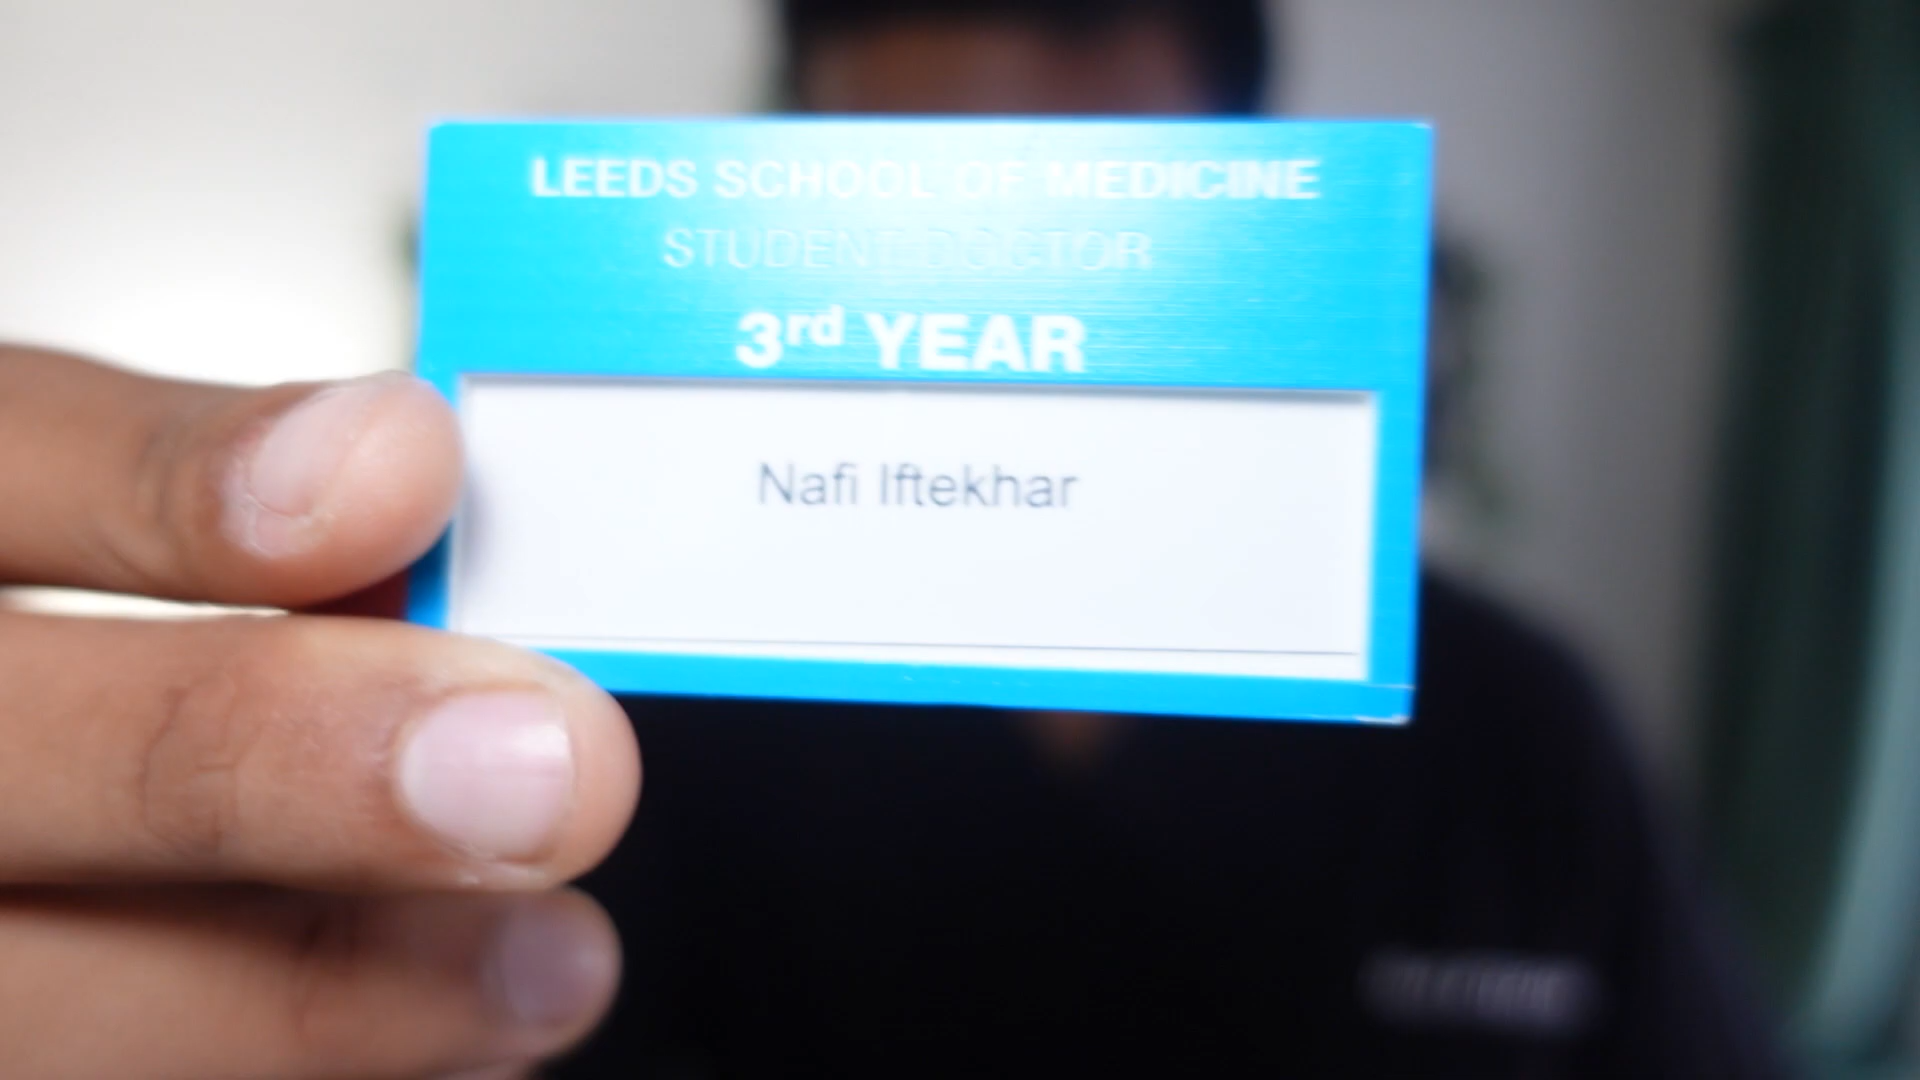 LEEDS SCHOOL OF MEDICINE
STUDENT DOCTOR
3rd YEAR
Nafi Iftekhar